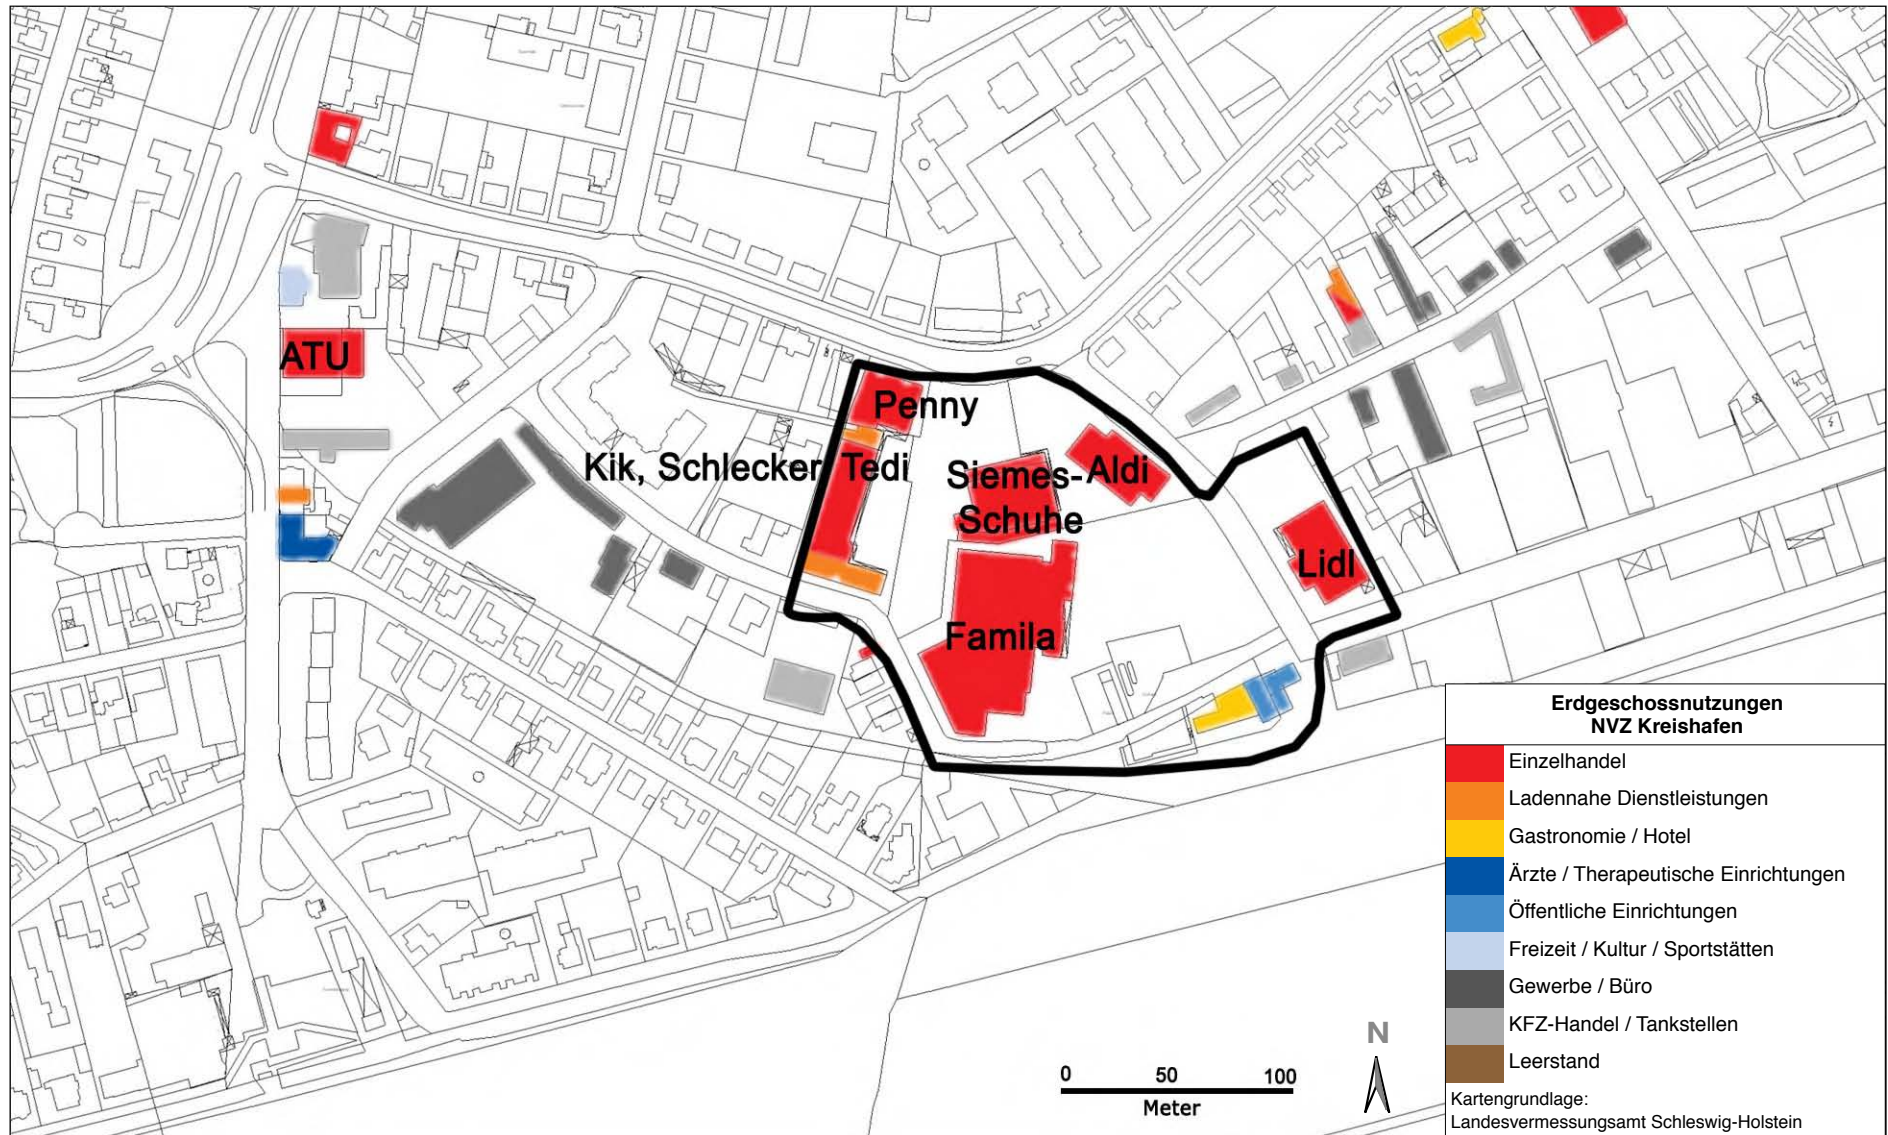 ATU
Penny
Kik, Schlecker Tedi
Siemes-
Schuhe
Aldi
Lidl
Famila
0 50 100
Meter
N
Erdgeschossnutzungen
NVZ Kreishafen
Einzelhandel
Ladennahe Dienstleistungen
Gastronomie / Hotel
Ärzte / Therapeutische Einrichtungen
Öffentliche Einrichtungen
Freizeit / Kultur / Sportstätten
Gewerbe / Büro
KFZ-Handel / Tankstellen
Leerstand
Kartengrundlage:
Landesvermessungsamt Schleswig-Holstein